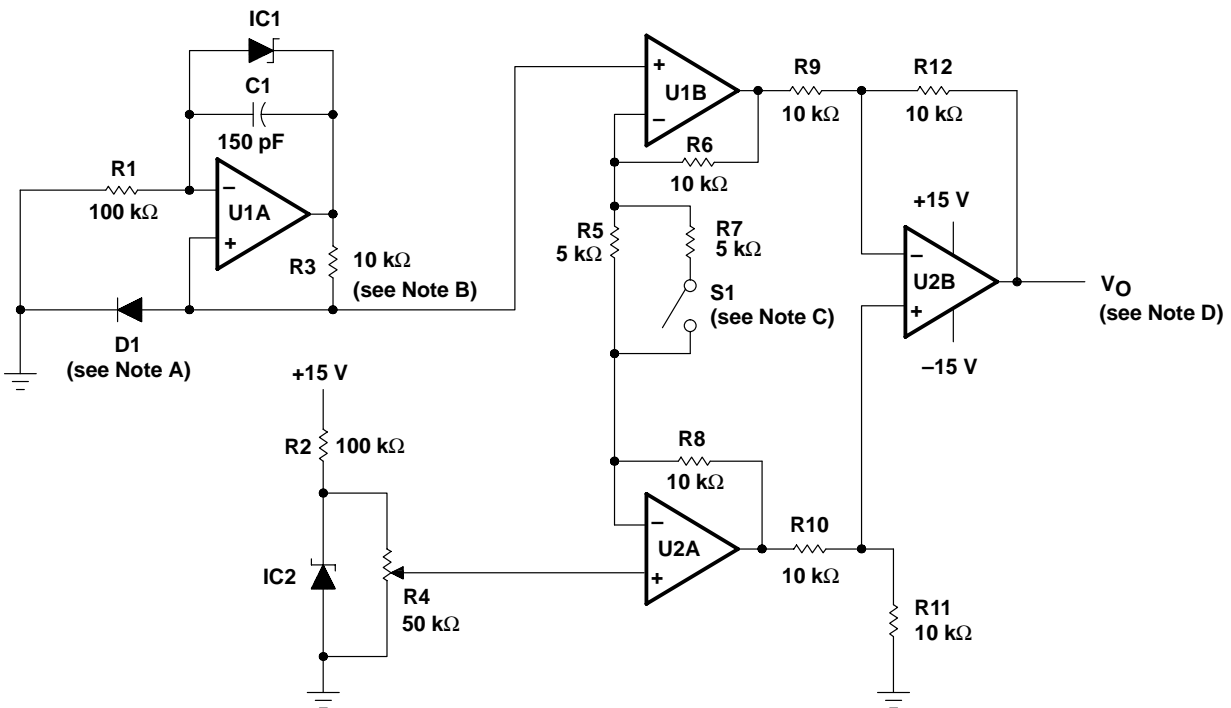 IC1
C1
150 pF
R1
100 kΩ
−
U1A
+
R3
10 kΩ
(see Note B)
D1
(see Note A)
+15 V
R2
100 kΩ
IC2
R4
50 kΩ
+
U1B
−
R6
10 kΩ
R5
5 kΩ
R7
5 kΩ
S1
(see Note C)
R8
10 kΩ
−
U2A
+
R9
10 kΩ
R12
10 kΩ
+15 V
−
U2B
+
–15 V
VO
(see Note D)
R10
10 kΩ
R11
10 kΩ